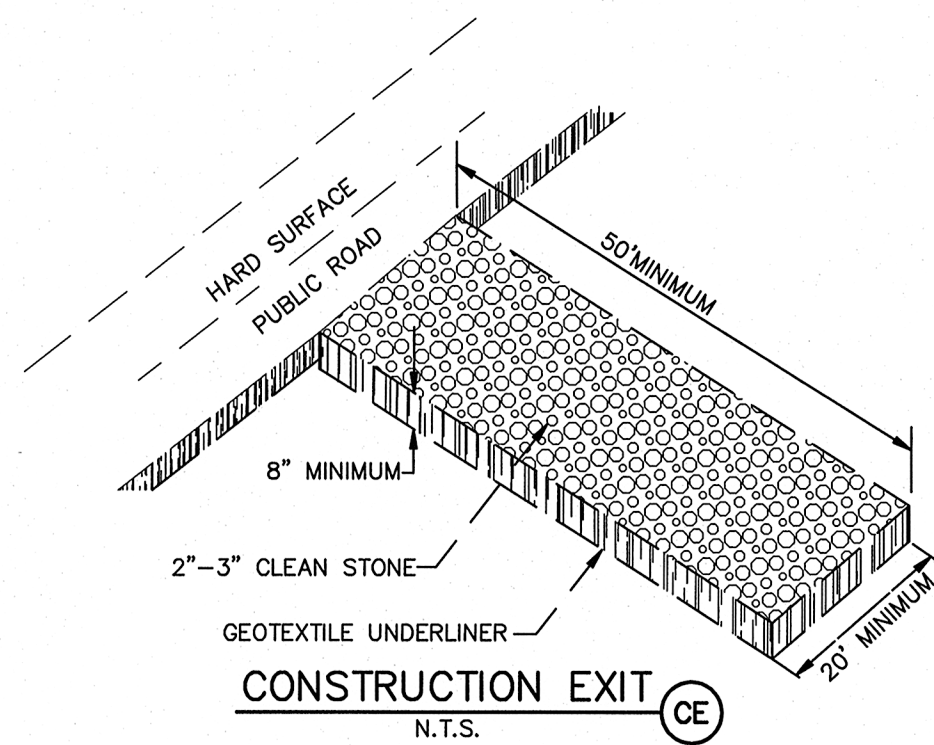 HARD SURFACE
PUBLIC ROAD
50'MINIMUM
8" MINIMUM
2"-3" CLEAN STONE
GEOTEXTILE UNDERLINER
20' MINIMUM
CONSTRUCTION EXIT
CE
N.T.S.